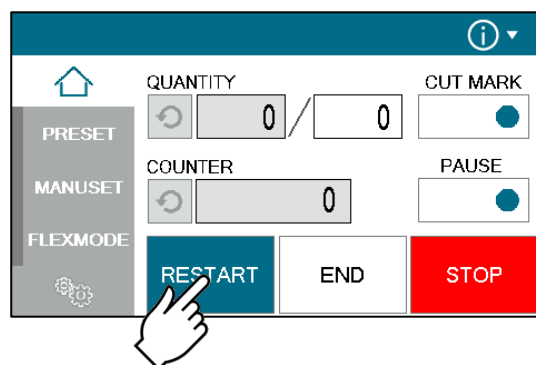 QUANTITY
CUT MARK
0 / 0
PRESET
COUNTER
PAUSE
MANUSET
0
FLEXMODE
RESTART
END
STOP